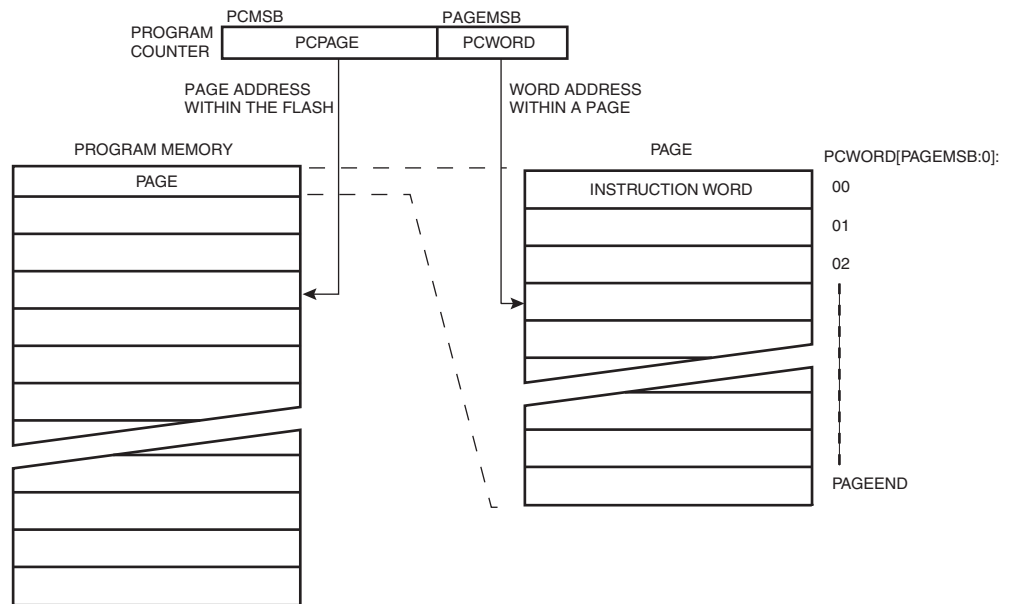 PCMSB
PAGEMSB
PROGRAM
COUNTER
PCPAGE
PCWORD
PAGE ADDRESS
WITHIN THE FLASH
WORD ADDRESS
WITHIN A PAGE
PROGRAM MEMORY
PAGE
PAGE
INSTRUCTION WORD
PCWORD[PAGEMSB:0]:
00
01
02
PAGEEND